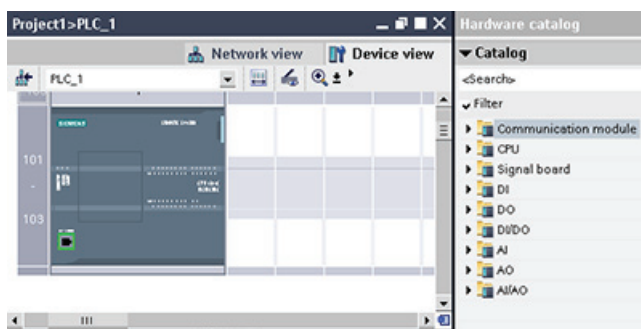 Project1>PLC_1
Network view
Device view
PLC_1
101
-
103
SIEMENS
Hardware catalog
Catalog
<Search>
Filter
Communication module
CPU
Signal board
DI
DO
DI/DO
AI
AO
AI/AO